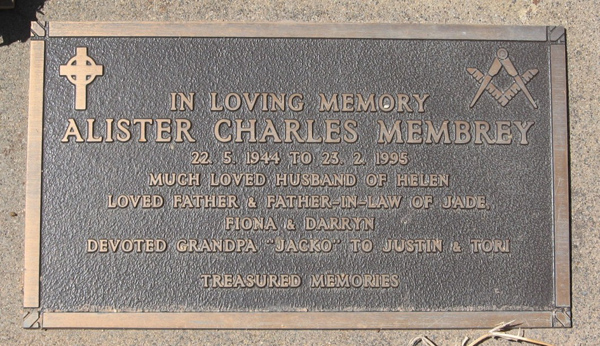 IN LOVING MEMORY
ALISTER CHARLES MEMBREY
22. 5. 1944 TO 23. 2. 1995
MUCH LOVED HUSBAND OF HELEN
LOVED FATHER & FATHER-IN-LAW OF JADE,
FIONA & DARRYN
DEVOTED GRANDPA "JACKO" TO JUSTIN & TORI
TREASURED MEMORIES